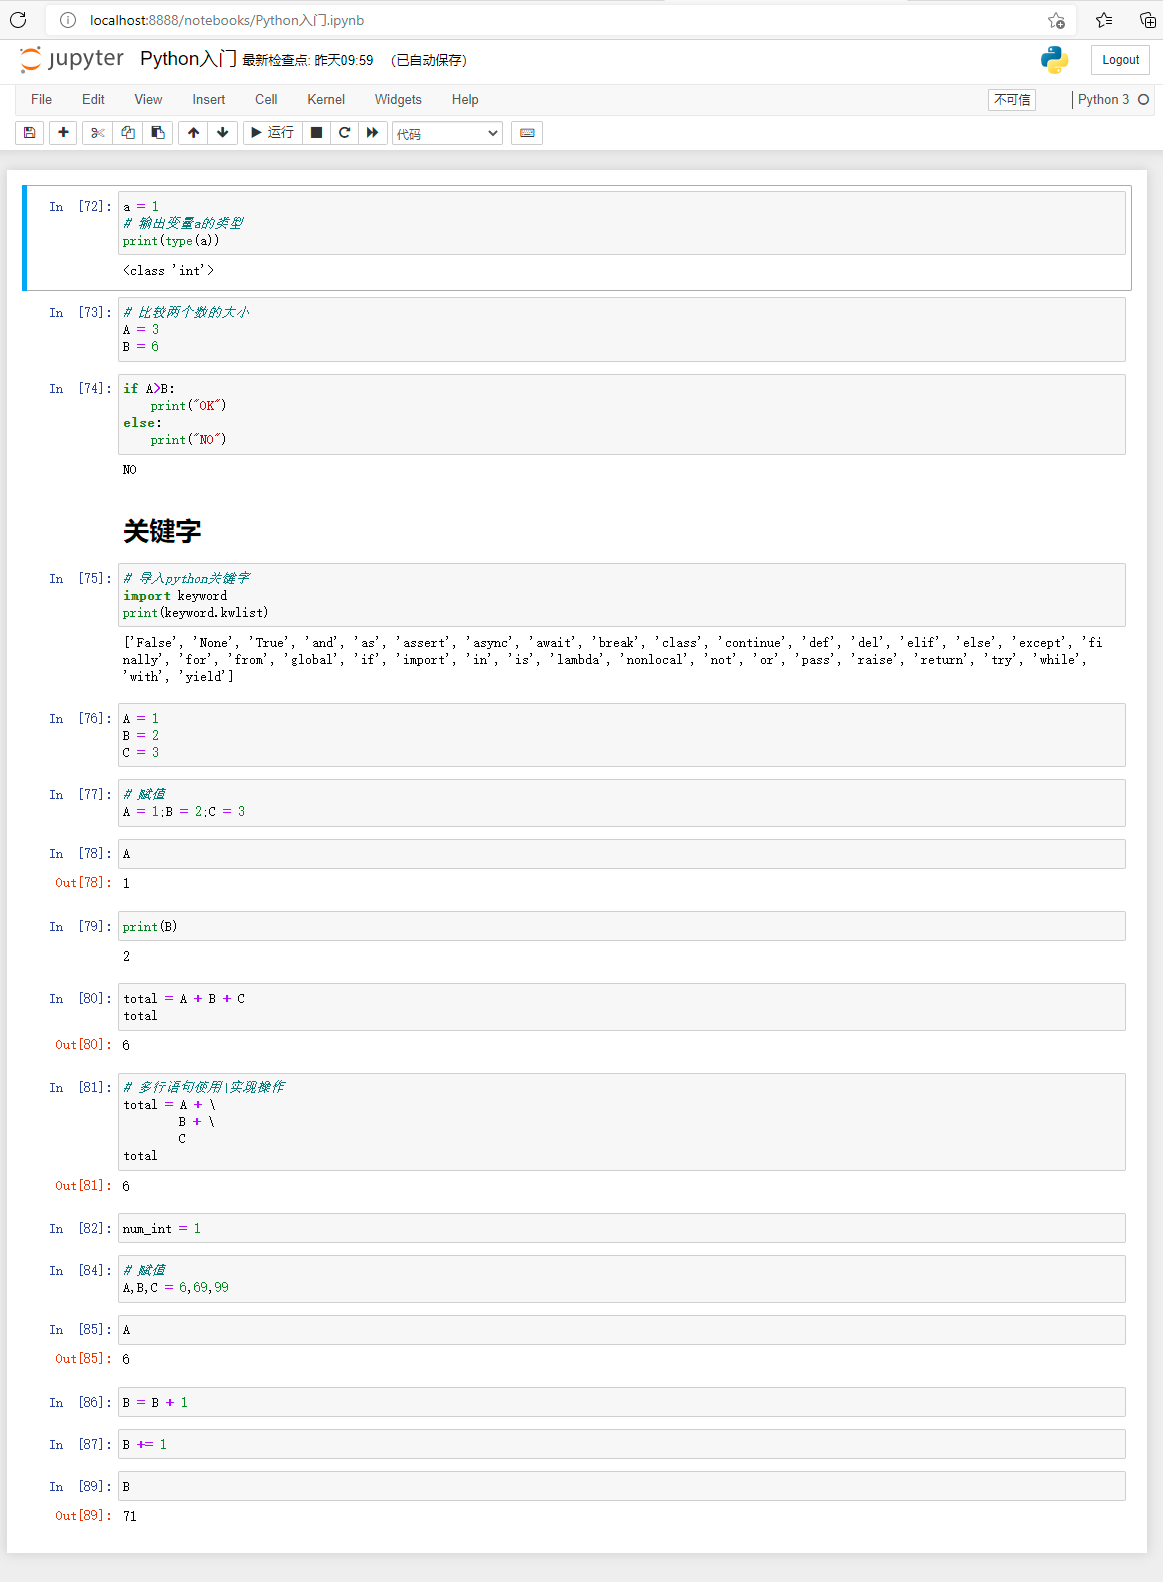 localhost:8888/notebooks/Python入门.ipynb
jupyter Python入门 最新检查点: 昨天09:59 (已自动保存) Logout
File Edit View Insert Cell Kernel Widgets Help 不可信 Python 3
运行 代码
In [72]: a = 1
# 输出变量a的类型
print(type(a))
<class 'int'>
In [73]: # 比较两个数的大小
A = 3
B = 6
In [74]: if A>B:
    print("OK")
else:
    print("NO")
NO
关键字
In [75]: # 导入python关键字
import keyword
print(keyword.kwlist)
['False', 'None', 'True', 'and', 'as', 'assert', 'async', 'await', 'break', 'class', 'continue', 'def', 'del', 'elif', 'else', 'except', 'fi
nally', 'for', 'from', 'global', 'if', 'import', 'in', 'is', 'lambda', 'nonlocal', 'not', 'or', 'pass', 'raise', 'return', 'try', 'while',
'with', 'yield']
In [76]: A = 1
B = 2
C = 3
In [77]: # 赋值
A = 1;B = 2;C = 3
In [78]: A
Out[78]: 1
In [79]: print(B)
2
In [80]: total = A + B + C
total
Out[80]: 6
In [81]: # 多行语句使用|实现操作
total = A + \
        B + \
        C
total
Out[81]: 6
In [82]: num_int = 1
In [84]: # 赋值
A,B,C = 6,69,99
In [85]: A
Out[85]: 6
In [86]: B = B + 1
In [87]: B += 1
In [89]: B
Out[89]: 71